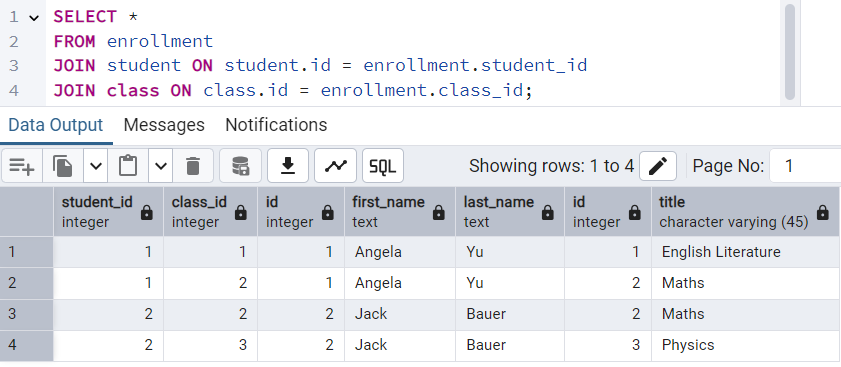 1 SELECT *
2 FROM enrollment
3 JOIN student ON student.id = enrollment.student_id
4 JOIN class ON class.id = enrollment.class_id;
Data Output Messages Notifications
SQL Showing rows: 1 to 4 Page No: 1
student_id class_id id first_name last_name id title
integer integer integer text text integer character varying (45)
1 1 1 1 Angela Yu 1 English Literature
2 1 2 1 Angela Yu 2 Maths
3 2 2 2 Jack Bauer 2 Maths
4 2 3 2 Jack Bauer 3 Physics